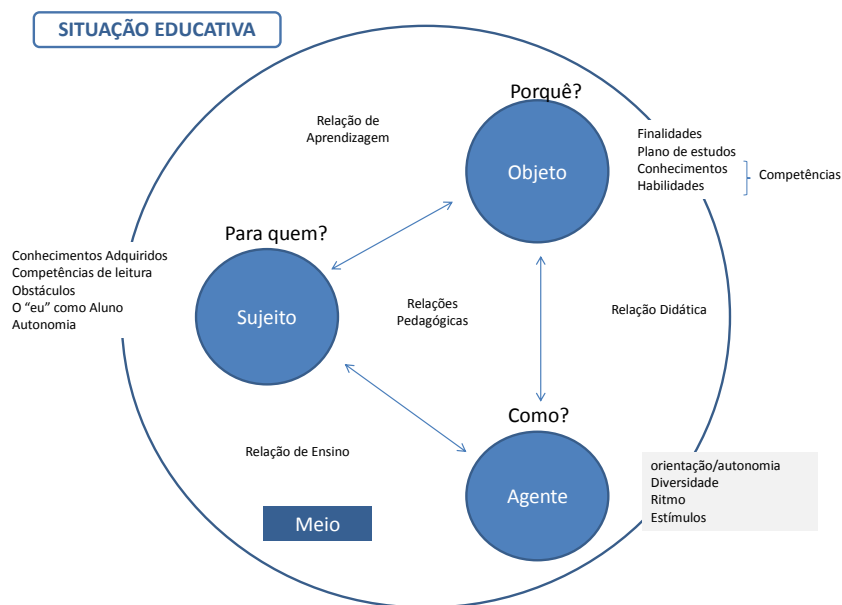 SITUAÇÃO EDUCATIVA
Porquê?
Objeto
Relação de
Aprendizagem
Finalidades
Plano de estudos
Conhecimentos
Habilidades
Competências
Para quem?
Sujeito
Conhecimentos Adquiridos
Competências de leitura
Obstáculos
O “eu” como Aluno
Autonomia
Relações
Pedagógicas
Relação Didática
Como?
Agente
Relação de Ensino
orientação/autonomia
Diversidade
Ritmo
Estímulos
Meio